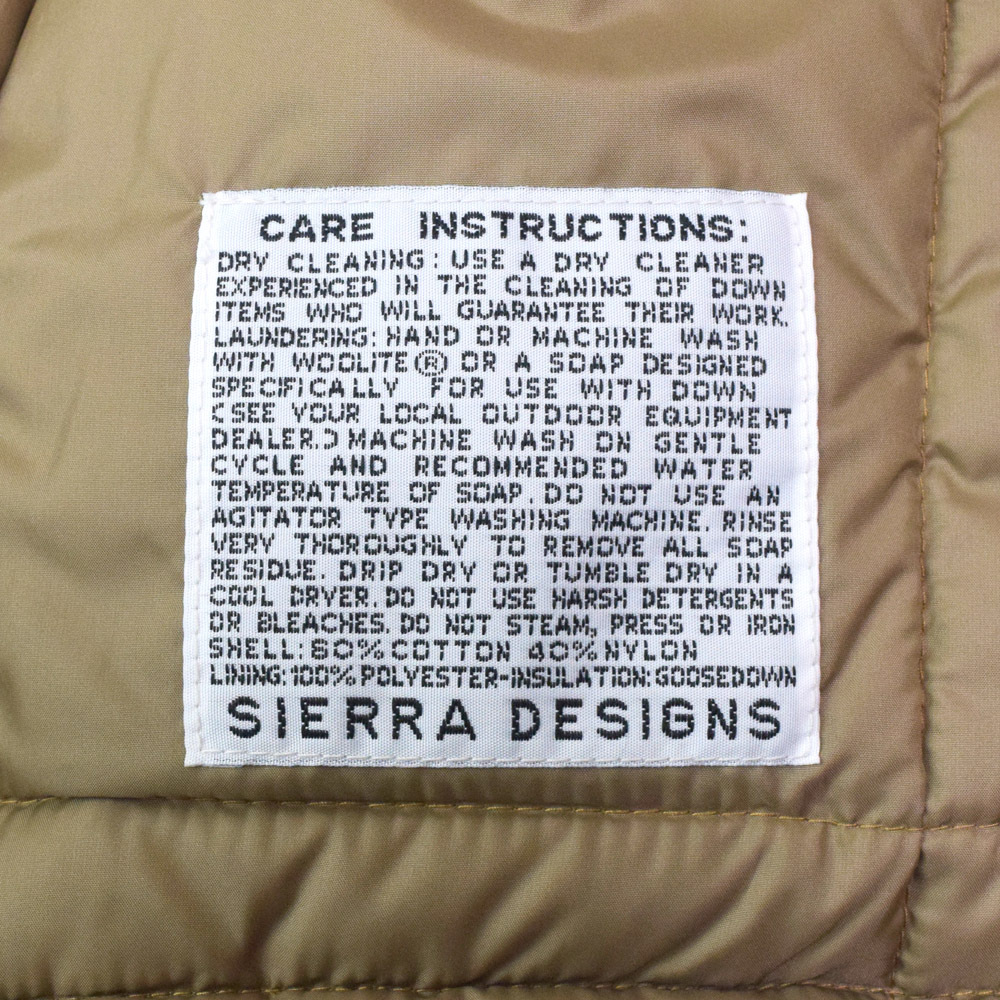 CARE INSTRUCTIONS:
DRY CLEANING: USE A DRY CLEANER
EXPERIENCED IN THE CLEANING OF DOWN
ITEMS WHO WILL GUARANTEE THEIR WORK.
LAUNDERING: HAND OR MACHINE WASH
WITH WOOLITE® OR A SOAP DESIGNED
SPECIFICALLY FOR USE WITH DOWN
(SEE YOUR LOCAL OUTDOOR EQUIPMENT
DEALER.) MACHINE WASH ON GENTLE
CYCLE AND RECOMMENDED WATER
TEMPERATURE OF SOAP. DO NOT USE AN
AGITATOR TYPE WASHING MACHINE. RINSE
VERY THOROUGHLY TO REMOVE ALL SOAP
RESIDUE. DRIP DRY OR TUMBLE DRY IN A
COOL DRYER. DO NOT USE HARSH DETERGENTS
OR BLEACHES. DO NOT STEAM, PRESS OR IRON
SHELL: 60% COTTON 40% NYLON
LINING: 100% POLYESTER-INSULATION: GOOSEDOWN
SIERRA DESIGNS